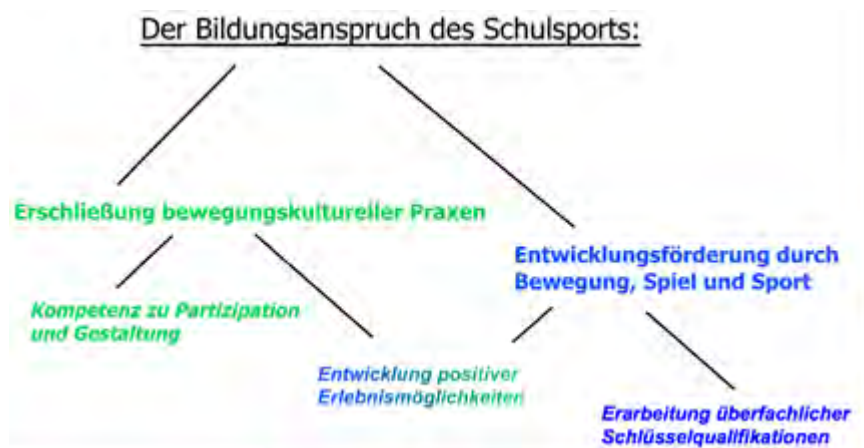 Der Bildungsanspruch des Schulsports:
Erschließung bewegungskultureller Praxen
Entwicklungsförderung durch
Bewegung, Spiel und Sport
Kompetenz zu Partizipation
und Gestaltung
Entwicklung positiver
Erlebnismöglichkeiten
Erarbeitung überfachlicher
Schlüsselqualifikationen